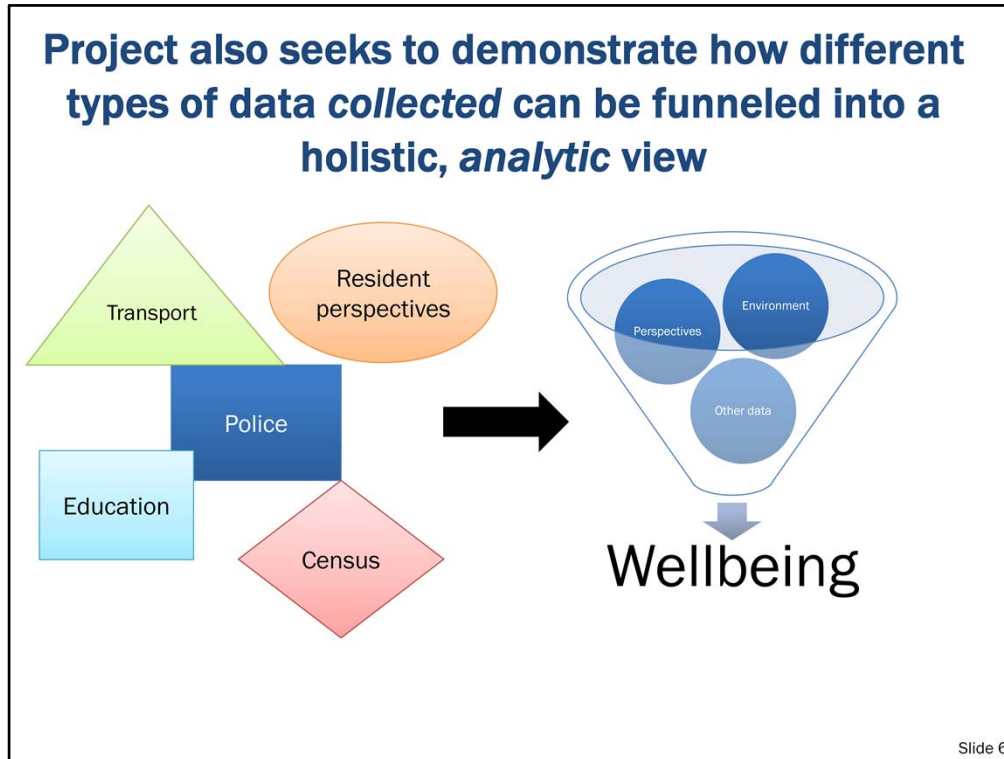 Project also seeks to demonstrate how different
types of data collected can be funneled into a
holistic, analytic view
Transport
Resident
perspectives
Police
Education
Census
Perspectives
Environment
Other data
Wellbeing
Slide 6